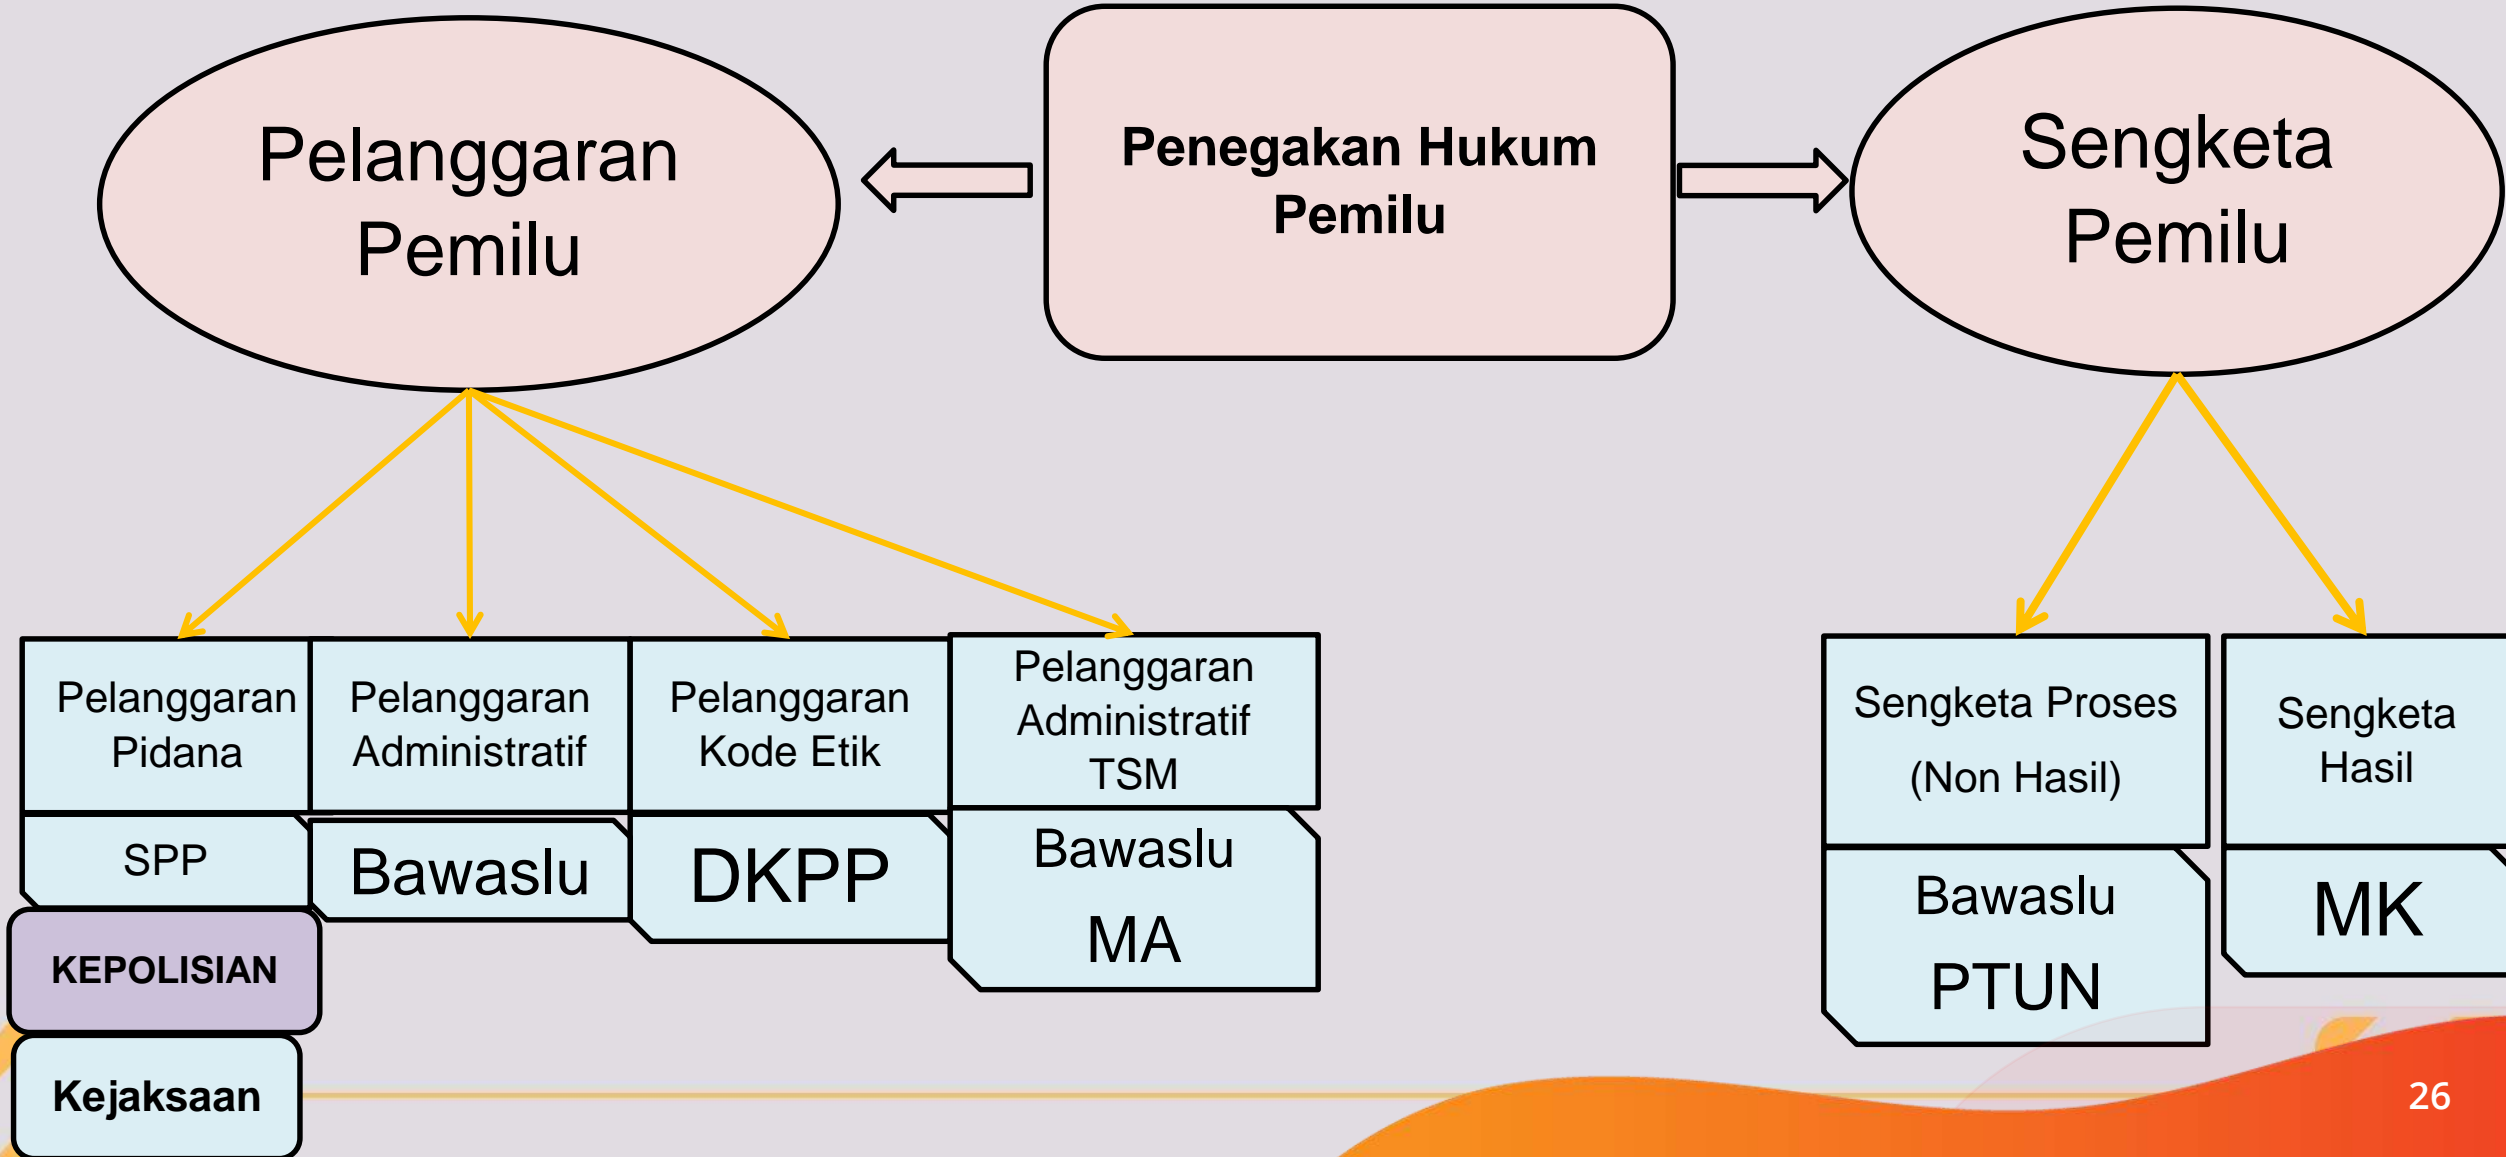 Pelanggaran
Pemilu
Penegakan Hukum
Pemilu
Sengketa
Pemilu
Pelanggaran
Pidana
SPP
KEPOLISIAN
Kejaksaan
Pelanggaran
Administratif
Bawaslu
Pelanggaran
Kode Etik
DKPP
Pelanggaran
Administratif
TSM
Bawaslu
MA
Sengketa Proses
(Non Hasil)
Bawaslu
PTUN
Sengketa
Hasil
MK
26